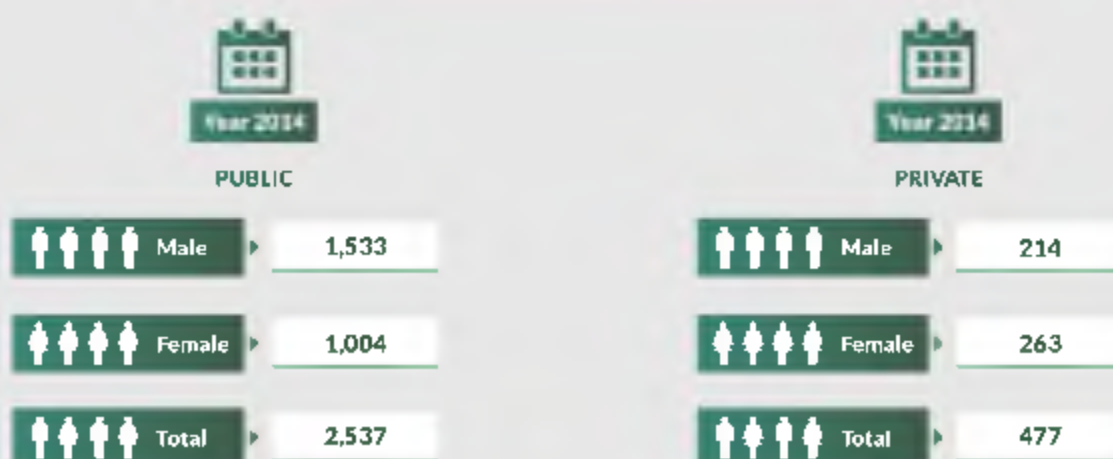 Year 2014
PUBLIC
Male 1,533
Female 1,004
Total 2,537
Year 2014
PRIVATE
Male 214
Female 263
Total 477